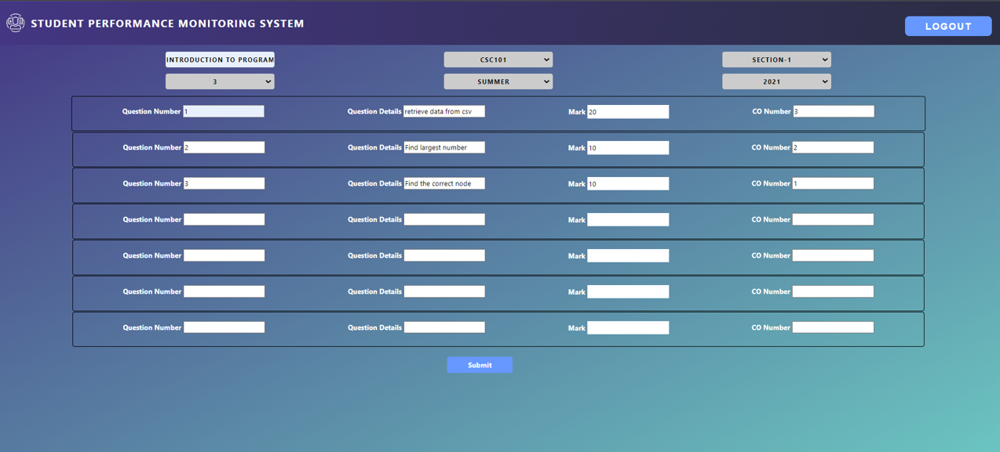 STUDENT PERFORMANCE MONITORING SYSTEM
LOGOUT
INTRODUCTION TO PROGRAM CSC101 SECTION-1
3 SUMMER 2021
Question Number 1 Question Details retrieve data from csv Mark 20 CO Number 3
Question Number 2 Question Details Find largest number Mark 10 CO Number 2
Question Number 3 Question Details Find the correct node Mark 10 CO Number 1
Question Number Question Details Mark CO Number
Question Number Question Details Mark CO Number
Question Number Question Details Mark CO Number
Question Number Question Details Mark CO Number
Submit